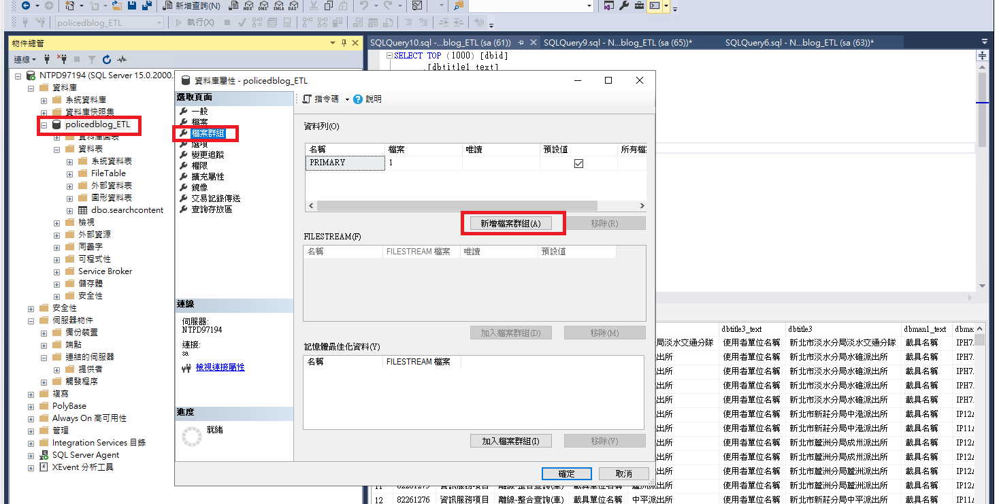 新增查詢(N)
MDX DMX XMLA DAX
policedblog_ETL
執行(X)
物件總管
連線
NTPD97194 (SQL Server 15.0.2000.
資料庫
系統資料庫
資料庫快照集
policedblog_ETL
資料庫圖表
資料表
系統資料表
FileTable
外部資料表
圖形資料表
dbo.searchcontent
檢視
外部資源
同義字
可程式性
Service Broker
儲存體
安全性
安全性
伺服器物件
備份裝置
端點
連結的伺服器
提供者
觸發程序
複寫
PolyBase
Always On 高可用性
管理
Integration Services 目錄
SQL Server Agent
XEvent 分析工具
SQLQuery10.sql -...blog_ETL (sa (61))
SQLQuery9.sql - N...blog_ETL (sa (65))*
SQLQuery6.sql - N...blog_ETL (sa (63))*
SELECT TOP (1000) [dbid]
,[dbtitle1_text]
資料庫屬性 - policedblog_ETL
選取頁面
一般
檔案
檔案群組
選項
變更追蹤
權限
擴充屬性
鏡像
交易記錄傳送
查詢存放區
連線
伺服器:
NTPD97194
連接:
sa
檢視連接屬性
進度
就緒
指令碼 說明
資料列(O)
名稱 檔案 唯讀 預設值 所有檔
PRIMARY 1
新增檔案群組(A) 移除(R)
FILESTREAM(F)
名稱 FILESTREAM 檔案 唯讀 預設值
加入檔案群組(D) 移除(M)
記憶體最佳化資料(Y)
名稱 FILESTREAM 檔案
加入檔案群組(I) 移除(V)
確定 取消
dbtitle3_text dbtitle3 dbman1_text dbma
局淡水交通分隊 使用者單位名稱 新北市淡水分局淡水交通分隊 載具名稱 IPH7.
出所 使用者單位名稱 新北市淡水分局水碓派出所 載具名稱 IPH7.
出所 使用者單位名稱 新北市淡水分局水碓派出所 載具名稱 IPH7.
出所 使用者單位名稱 新北市淡水分局水碓派出所 載具名稱 IPH7.
出所 使用者單位名稱 新北市淡水分局水碓派出所 載具名稱 IPH7.
出所 使用者單位名稱 新北市新莊分局中港派出所 載具名稱 IP12
出所 使用者單位名稱 新北市新莊分局中港派出所 載具名稱 IP11
出所 使用者單位名稱 新北市蘆洲分局成州派出所 載具名稱 IP12
出所 使用者單位名稱 新北市蘆洲分局成州派出所 載具名稱 IP12
出所 使用者單位名稱 新北市蘆洲分局蘆洲派出所 載具名稱 IP12
11 82261275 資訊服務項目 離線-整合查詢(車) 載具單位名稱 蘆洲派出所 使用者單位名稱 新北市蘆洲分局蘆洲派出所 載具名稱 IP12
12 82261276 資訊服務項目 離線-整合查詢(車) 載具單位名稱 中平派出所 使用者單位名稱 新北市新莊分局中平派出所 載具名稱 IP11